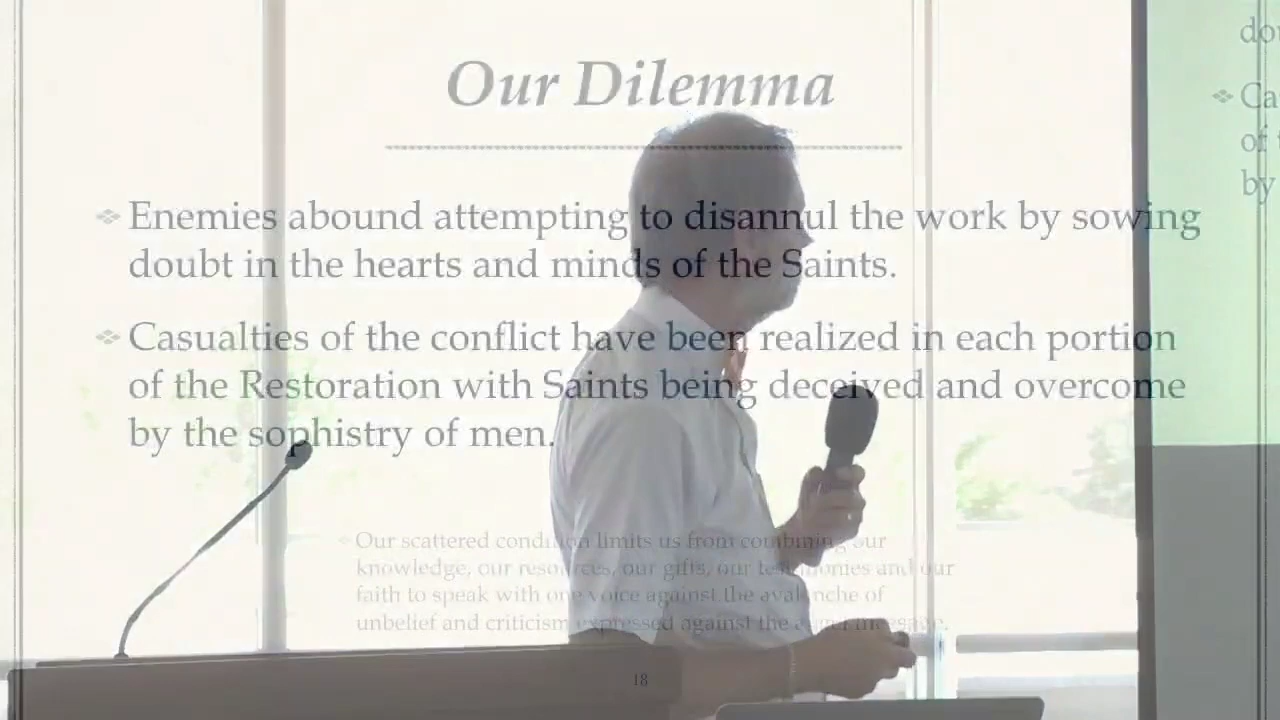 Our Dilemma
Enemies abound attempting to disannul the work by sowing
doubt in the hearts and minds of the Saints.
Casualties of the conflict have been realized in each portion
of the Restoration with Saints being deceived and overcome
by the sophistry of men.
Our scattered condition limits us from combining our
knowledge, our resources, our gifts, our testimonies and our
faith to speak with one voice against the avalanche of
unbelief and criticism expressed against the message.
18
Ca
of
by